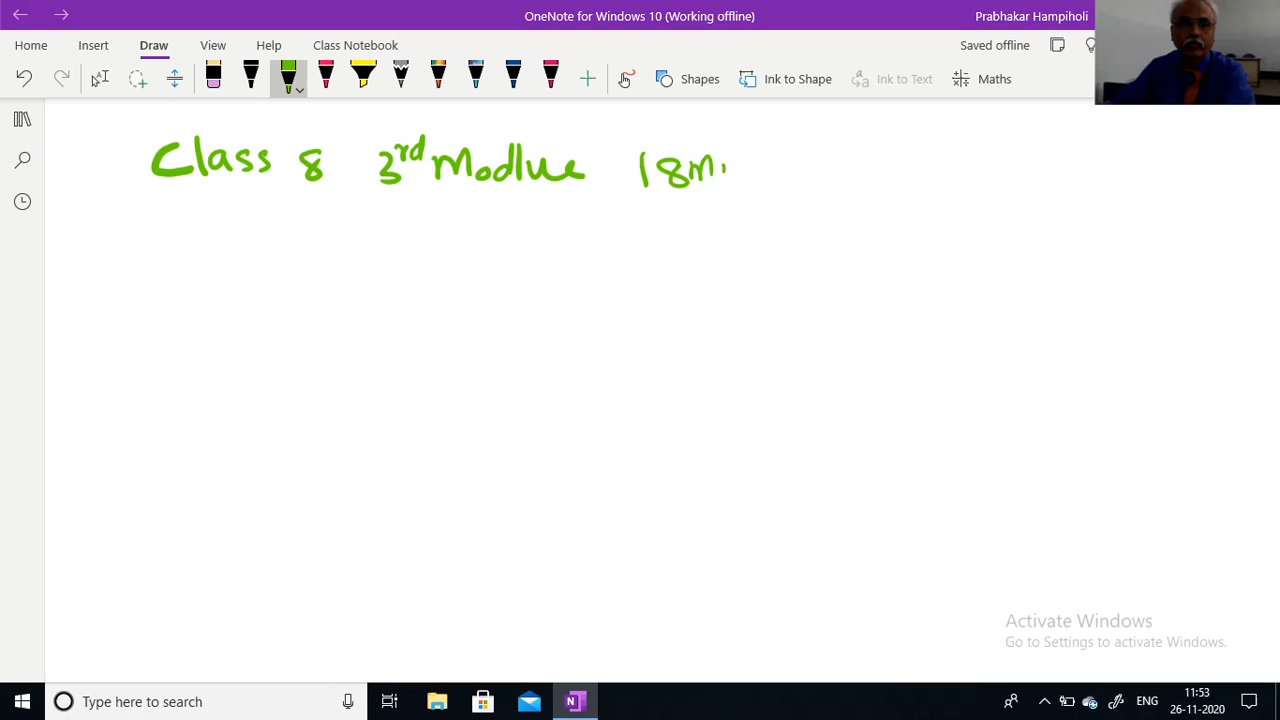 OneNote for Windows 10 (Working offline)
Prabhakar Hampiholi
Home Insert Draw View Help Class Notebook
Saved offline
Shapes Ink to Shape Ink to Text Maths
Class 8 3rd Modlue 18m
Activate Windows
Go to Settings to activate Windows.
Type here to search
ENG
11:53
26-11-2020